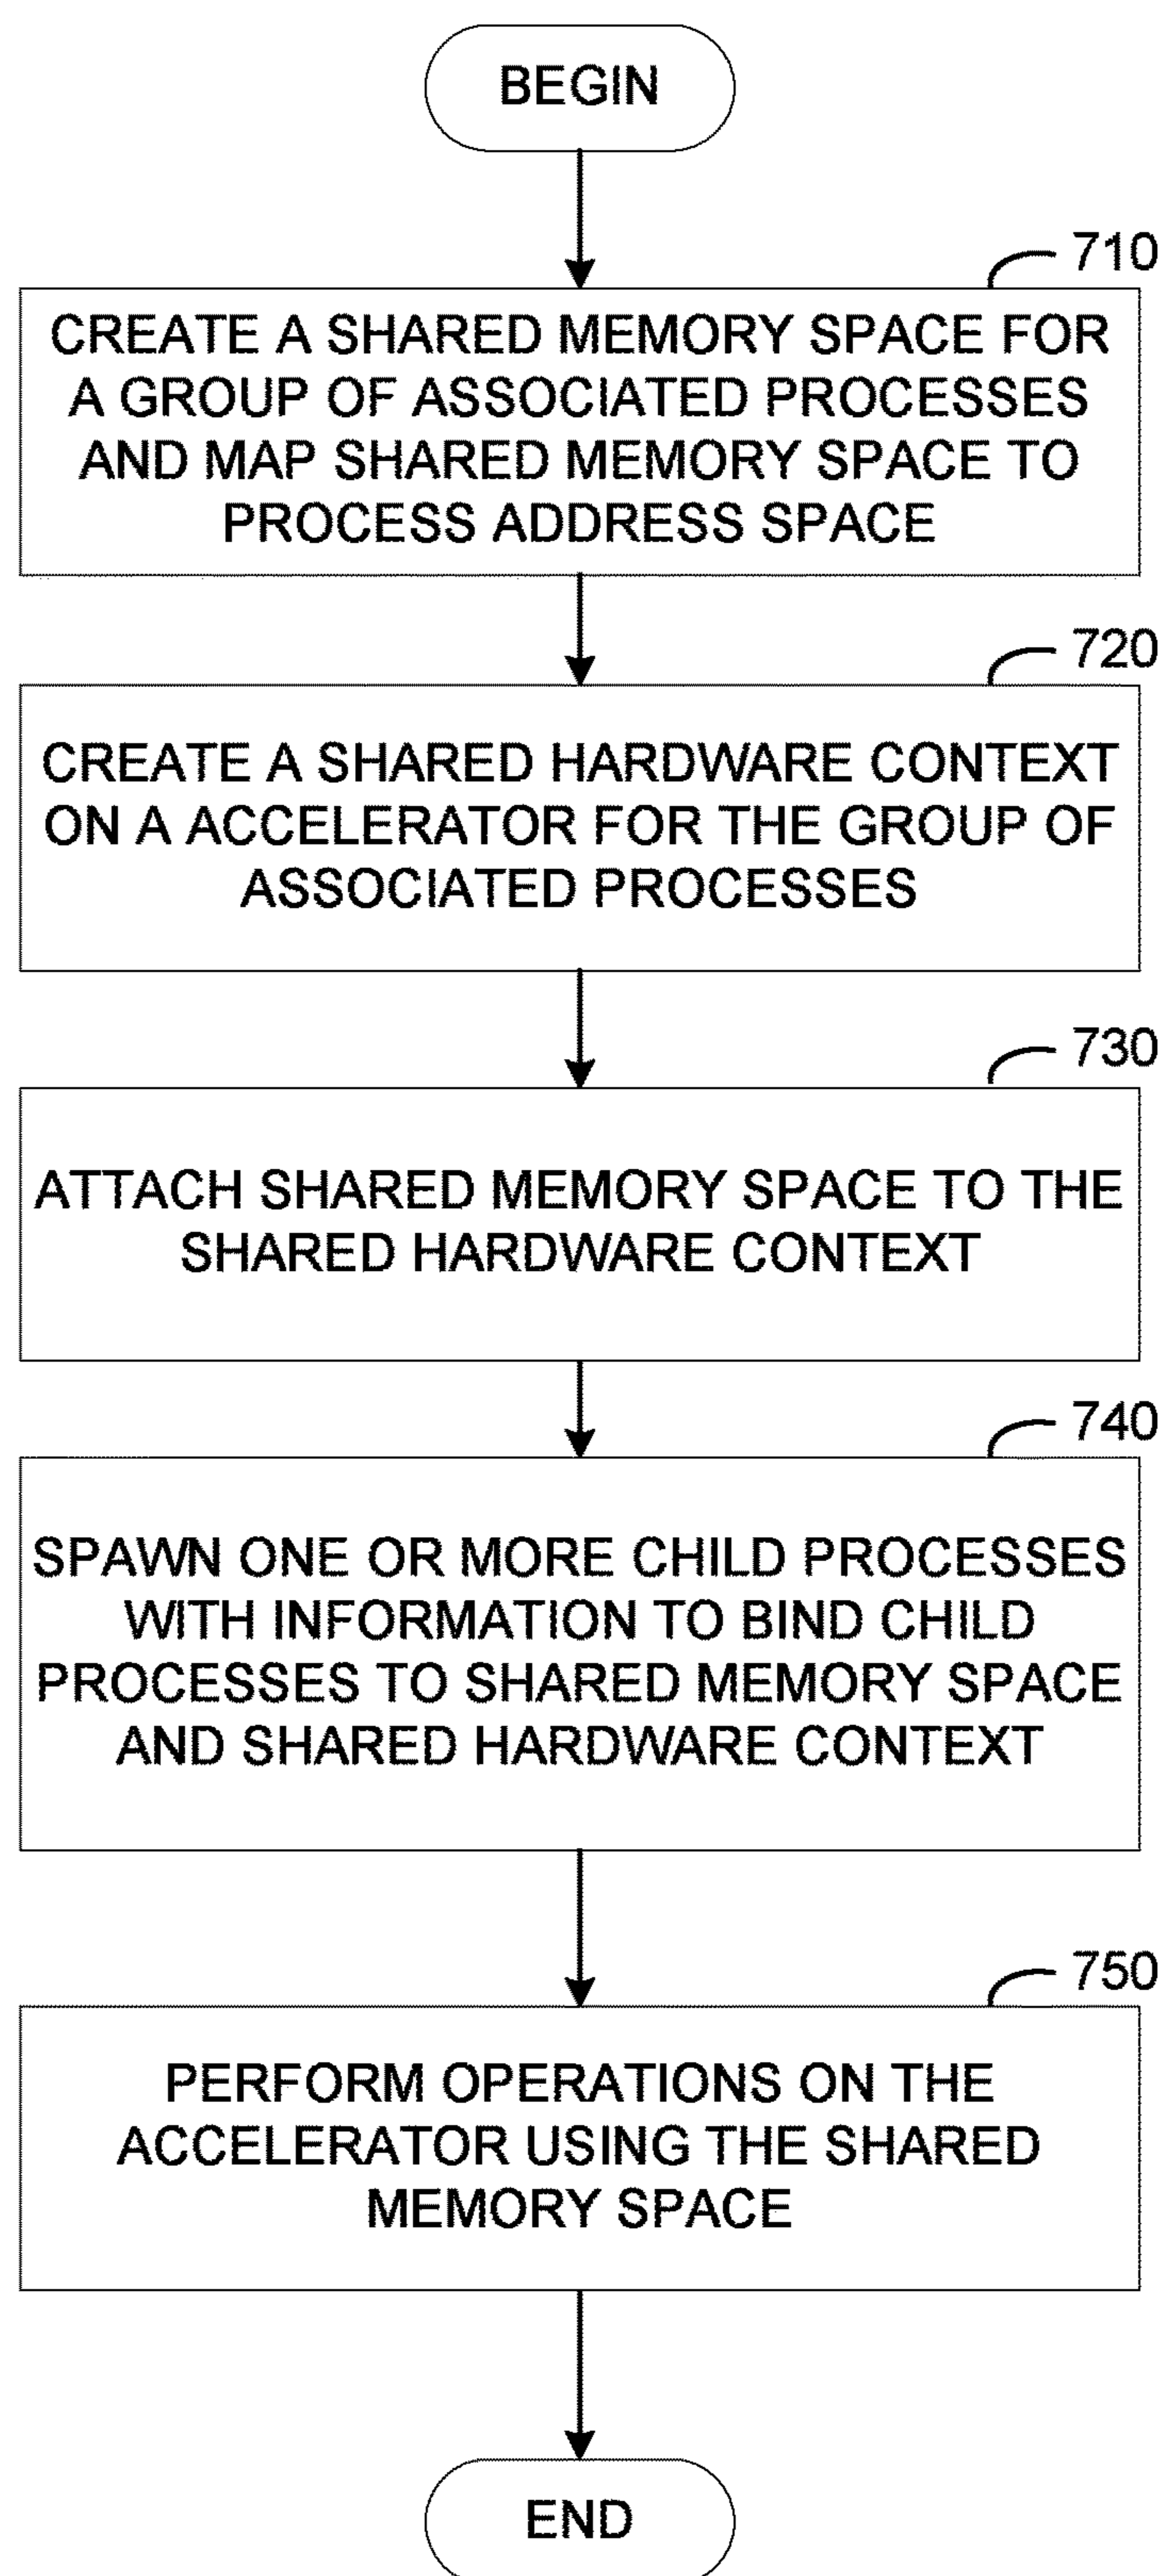 BEGIN
710
CREATE A SHARED MEMORY SPACE FOR
A GROUP OF ASSOCIATED PROCESSES
AND MAP SHARED MEMORY SPACE TO
PROCESS ADDRESS SPACE
720
CREATE A SHARED HARDWARE CONTEXT
ON A ACCELERATOR FOR THE GROUP OF
ASSOCIATED PROCESSES
730
ATTACH SHARED MEMORY SPACE TO THE
SHARED HARDWARE CONTEXT
740
SPAWN ONE OR MORE CHILD PROCESSES
WITH INFORMATION TO BIND CHILD
PROCESSES TO SHARED MEMORY SPACE
AND SHARED HARDWARE CONTEXT
750
PERFORM OPERATIONS ON THE
ACCELERATOR USING THE SHARED
MEMORY SPACE
END